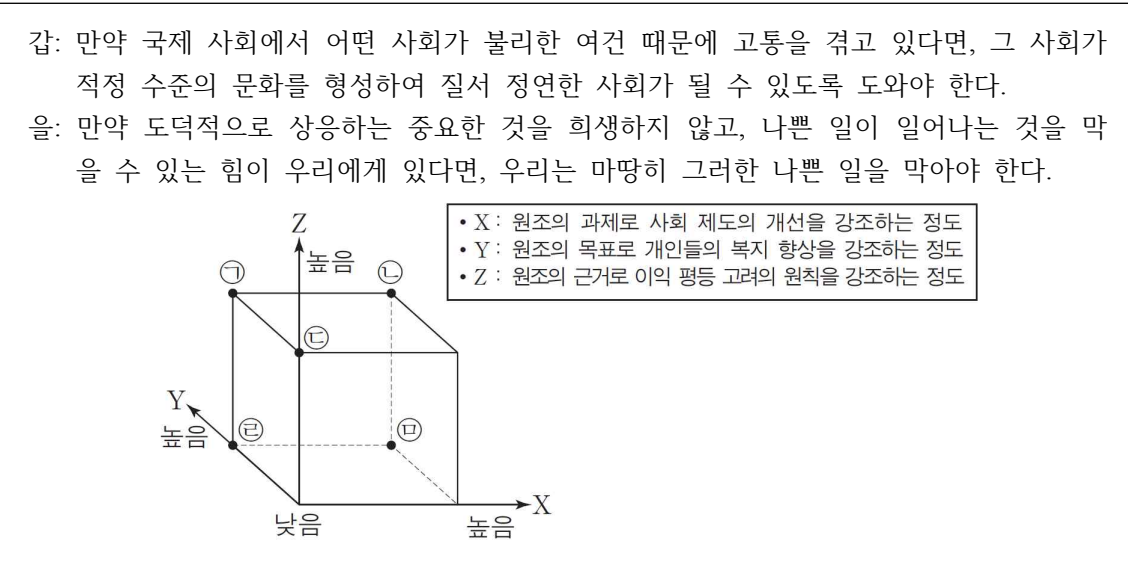 갑: 만약 국제 사회에서 어떤 사회가 불리한 여건 때문에 고통을 겪고 있다면, 그 사회가
적정 수준의 문화를 형성하여 질서 정연한 사회가 될 수 있도록 도와야 한다.
을: 만약 도덕적으로 상응하는 중요한 것을 희생하지 않고, 나쁜 일이 일어나는 것을 막
을 수 있는 힘이 우리에게 있다면, 우리는 마땅히 그러한 나쁜 일을 막아야 한다.
• X : 원조의 과제로 사회 제도의 개선을 강조하는 정도
• Y : 원조의 목표로 개인들의 복지 향상을 강조하는 정도
• Z : 원조의 근거로 이익 평등 고려의 원칙을 강조하는 정도
Z
높음
㉠
㉡
㉢
Y
높음
㉣
㉤
X
낮음
높음